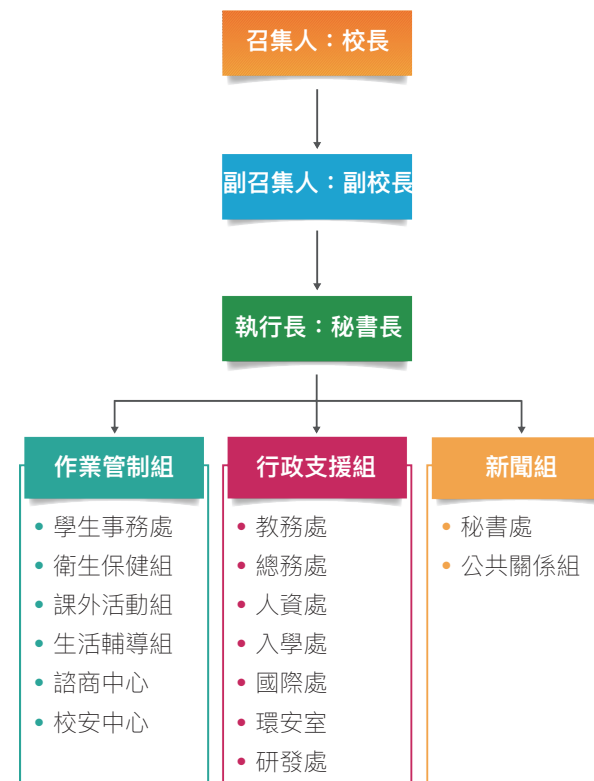 召集人：校長
副召集人：副校長
執行長：秘書長
作業管制組
• 學生事務處
• 衛生保健組
• 課外活動組
• 生活輔導組
• 諮商中心
• 校安中心
行政支援組
• 教務處
• 總務處
• 人資處
• 入學處
• 國際處
• 環安室
• 研發處
新聞組
• 秘書處
• 公共關係組